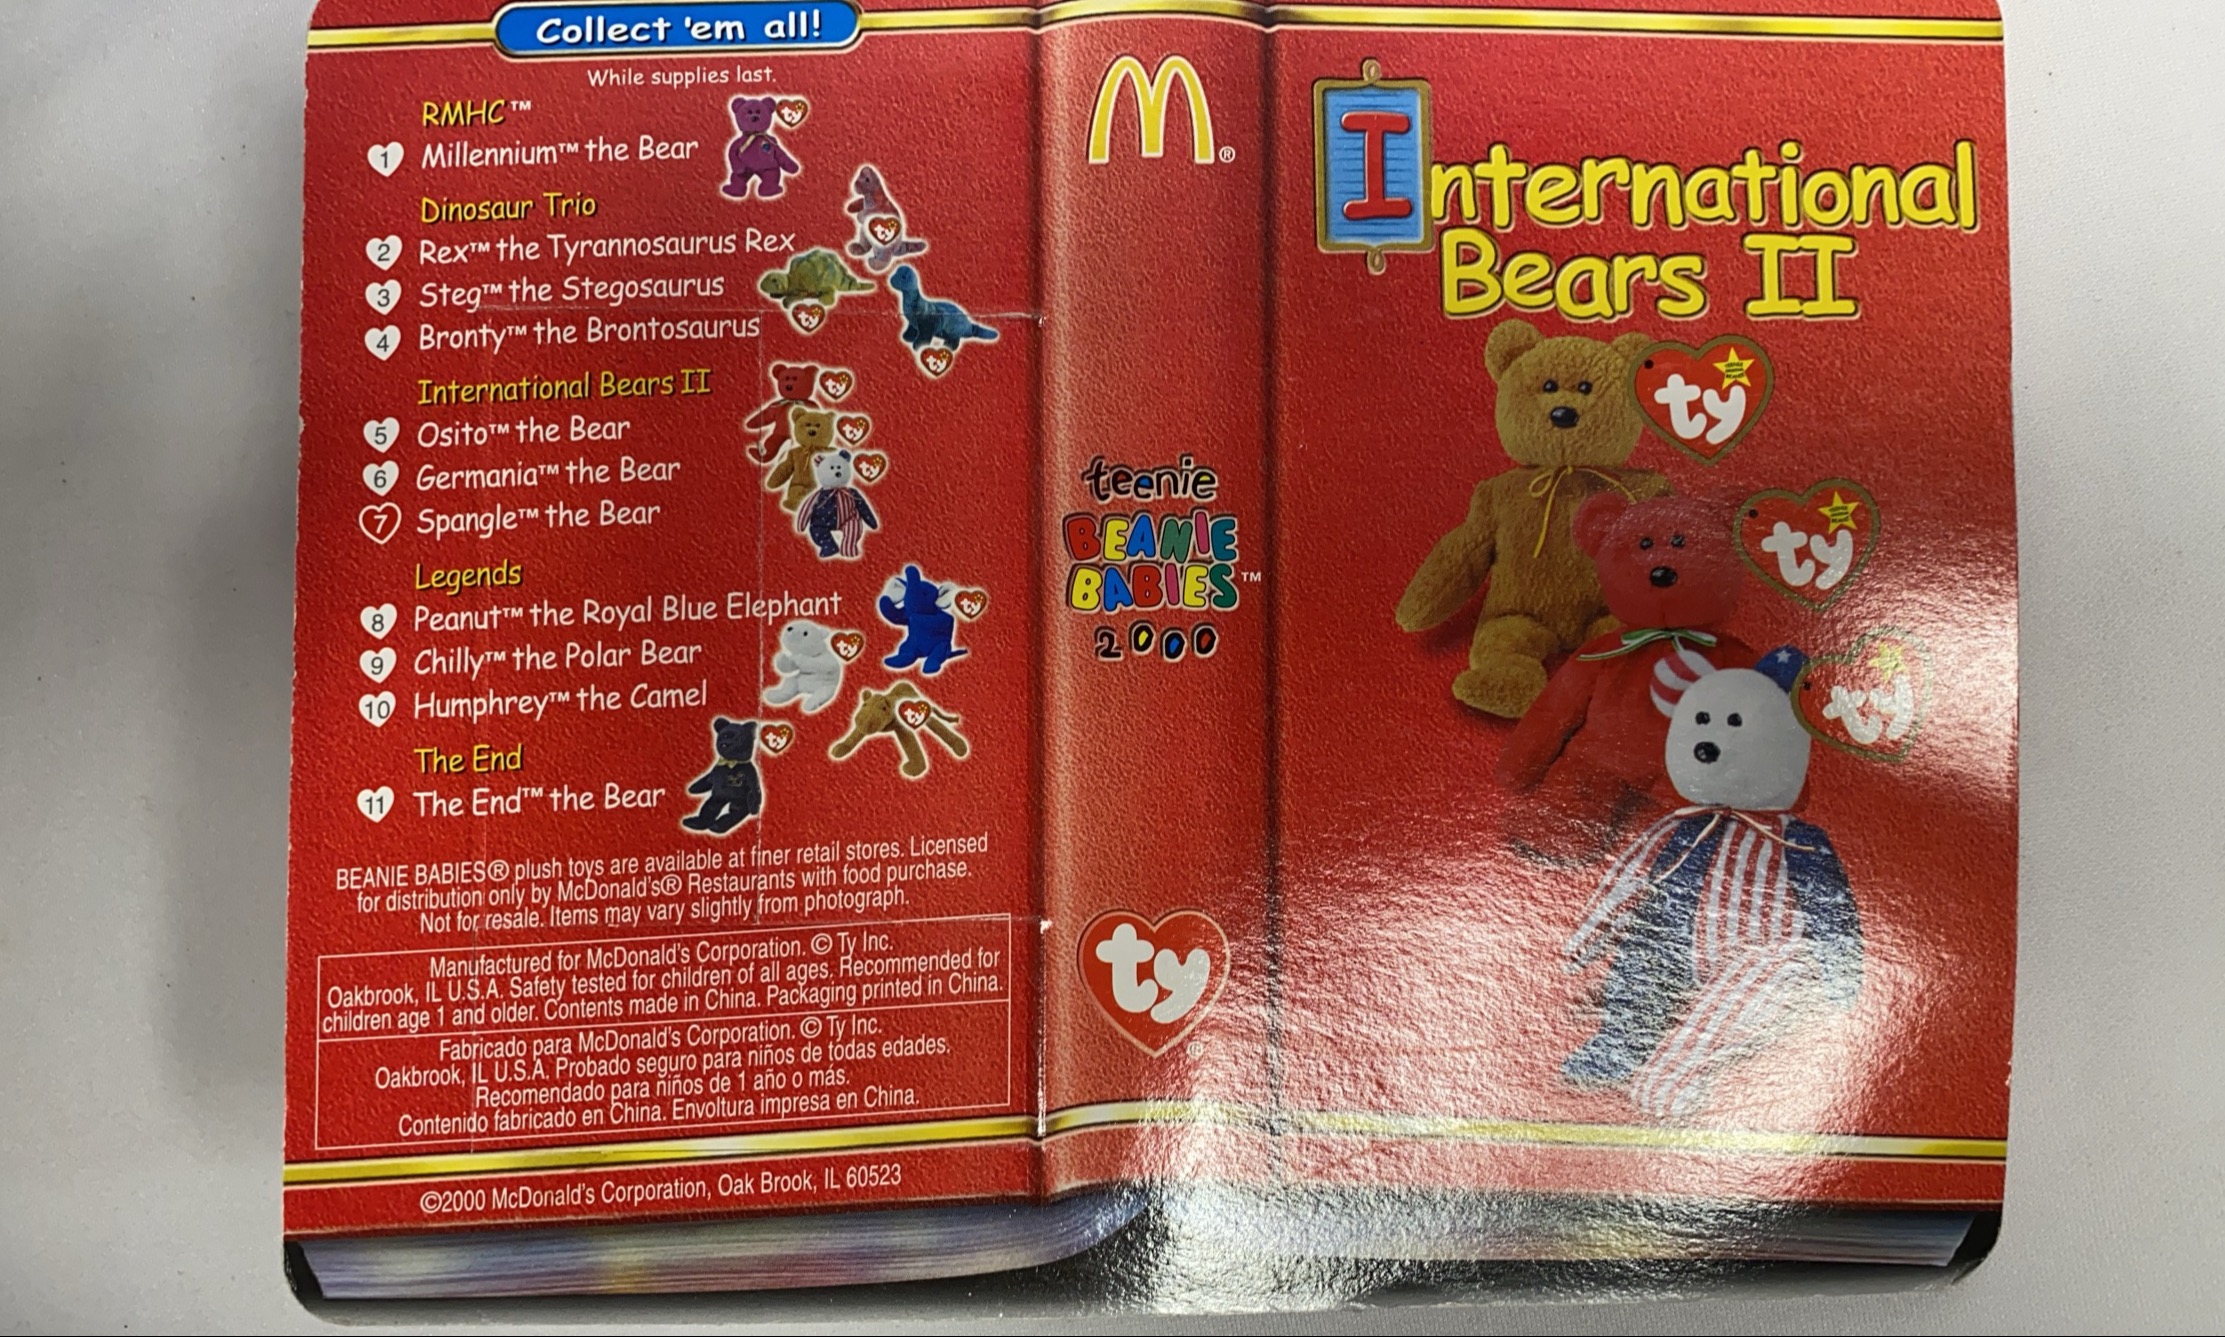 Collect 'em all!
While supplies last.
RMHC™
1 Millennium™ the Bear
Dinosaur Trio
2 Rex™ the Tyrannosaurus Rex
3 Steg™ the Stegosaurus
4 Bronty™ the Brontosaurus
International Bears II
5 Osito™ the Bear
6 Germania™ the Bear
7 Spangle™ the Bear
Legends
8 Peanut™ the Royal Blue Elephant
9 Chilly™ the Polar Bear
10 Humphrey™ the Camel
The End
11 The End™ the Bear
BEANIE BABIES® plush toys are available at finer retail stores. Licensed
for distribution only by McDonald's® Restaurants with food purchase.
Not for resale. Items may vary slightly from photograph.
Manufactured for McDonald's Corporation. © Ty Inc.
Oakbrook, IL U.S.A. Safety tested for children of all ages. Recommended for
children age 1 and older. Contents made in China. Packaging printed in China.
Fabricado para McDonald's Corporation. © Ty Inc.
Oakbrook, IL U.S.A. Probado seguro para niños de todas edades.
Recomendado para niños de 1 año o más.
Contenido fabricado en China. Envoltura impresa en China.
©2000 McDonald's Corporation, Oak Brook, IL 60523
M®
teenie
BEANIE
BABIES™
2000
ty®
International
Bears II
ty
ty
ty